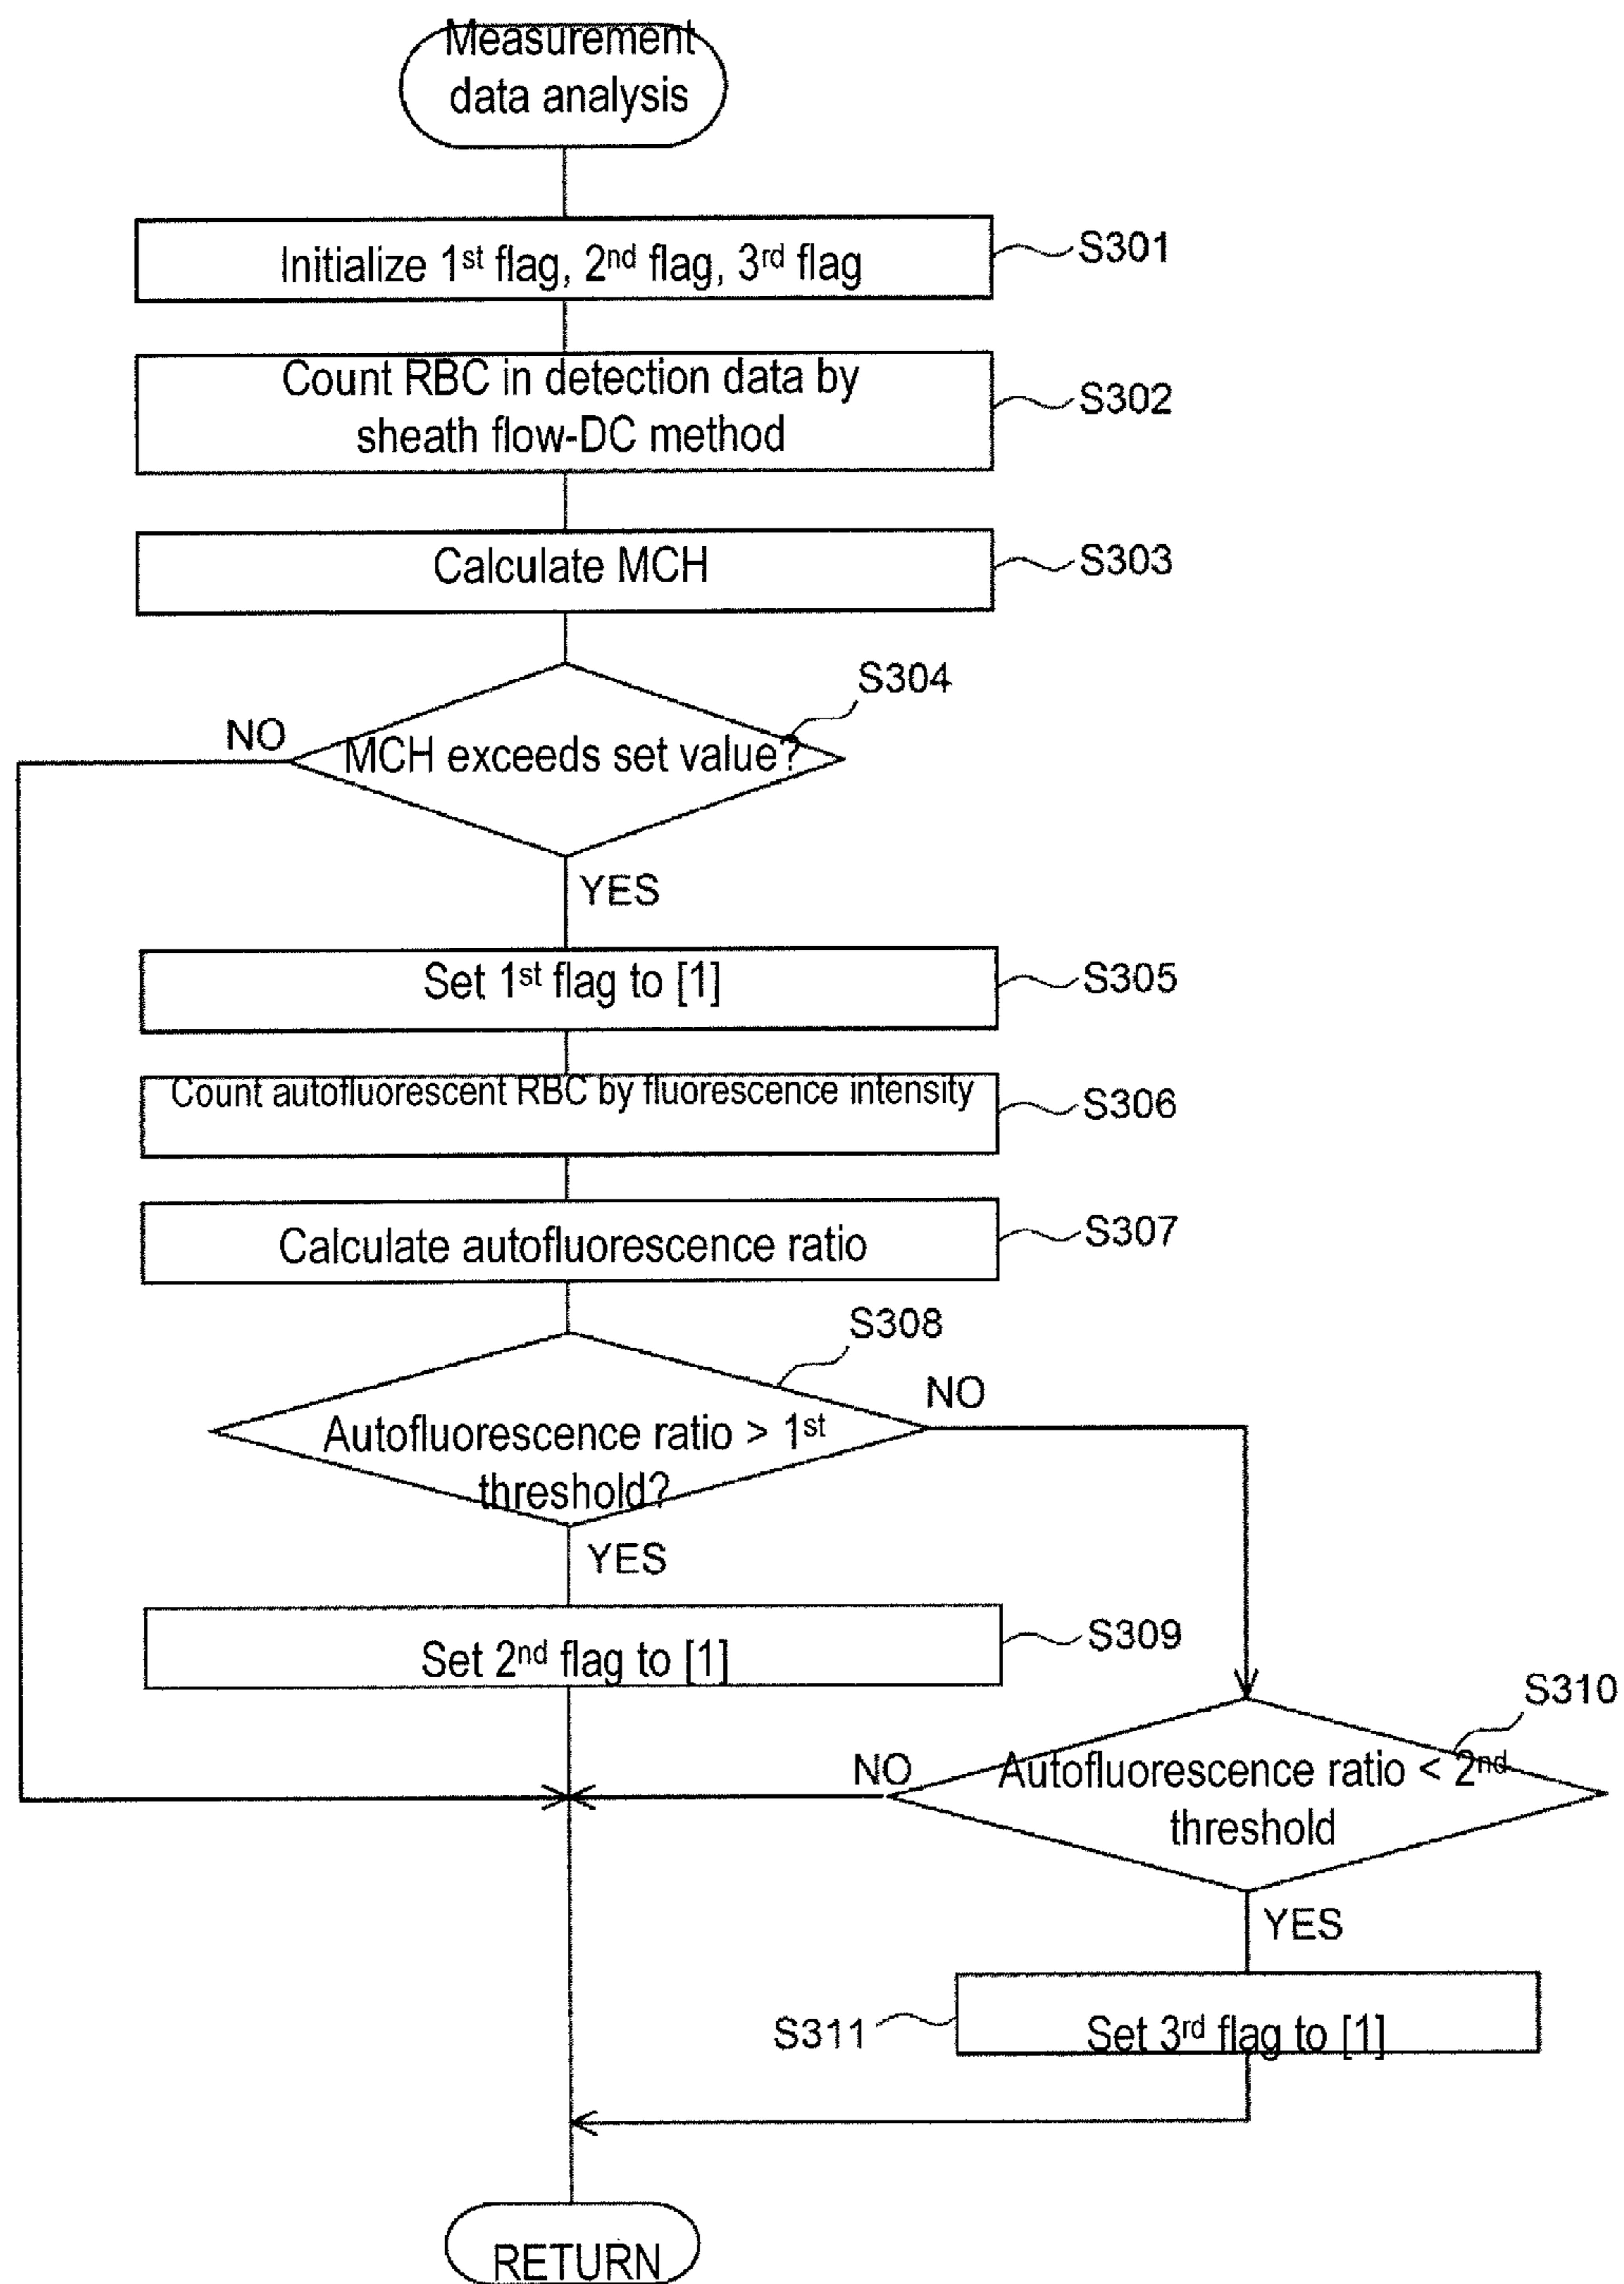 Measurement
data analysis
Initialize 1st flag, 2nd flag, 3rd flag
S301
Count RBC in detection data by
sheath flow-DC method
S302
Calculate MCH
S303
S304
NO
MCH exceeds set value?
YES
Set 1st flag to [1]
S305
Count autofluorescent RBC by fluorescence intensity
S306
Calculate autofluorescence ratio
S307
S308
NO
Autofluorescence ratio > 1st
threshold?
YES
Set 2nd flag to [1]
S309
S310
NO
Autofluorescence ratio < 2nd
threshold
YES
Set 3rd flag to [1]
S311
RETURN